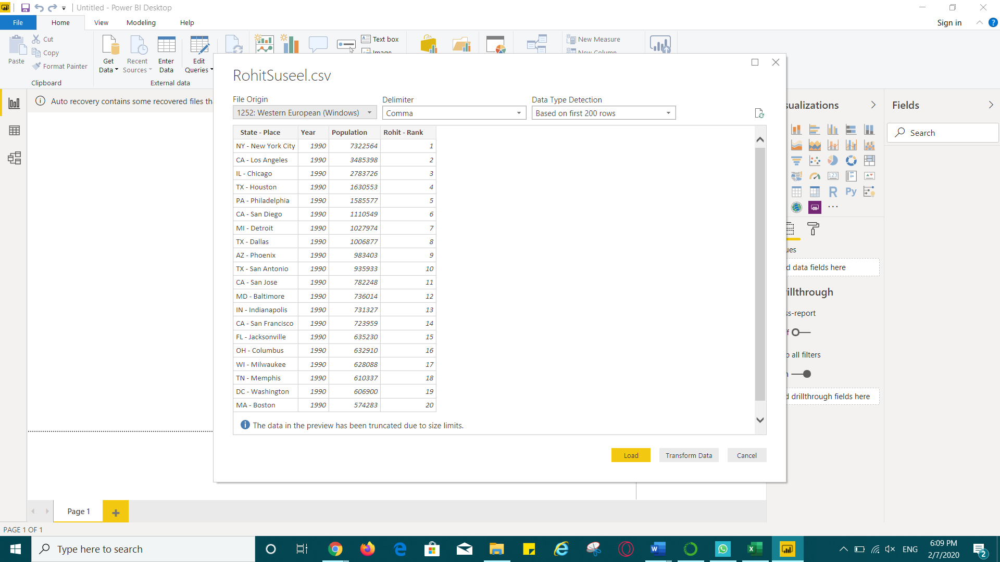 Untitled - Power BI Desktop
File Home View Modeling Help Sign in
Cut
Copy
Format Painter
Paste
Clipboard
Get Data
Recent Sources
Enter Data
Edit Queries
External data
Text box
Image
New Measure
New Column
Auto recovery contains some recovered files
RohitSuseel.csv
File Origin
1252: Western European (Windows)
Delimiter
Comma
Data Type Detection
Based on first 200 rows
State - Place Year Population Rohit - Rank
NY - New York City 1990 7322564 1
CA - Los Angeles 1990 3485398 2
IL - Chicago 1990 2783726 3
TX - Houston 1990 1630553 4
PA - Philadelphia 1990 1585577 5
CA - San Diego 1990 1110549 6
MI - Detroit 1990 1027974 7
TX - Dallas 1990 1006877 8
AZ - Phoenix 1990 983403 9
TX - San Antonio 1990 935933 10
CA - San Jose 1990 782248 11
MD - Baltimore 1990 736014 12
IN - Indianapolis 1990 731327 13
CA - San Francisco 1990 723959 14
FL - Jacksonville 1990 635230 15
OH - Columbus 1990 632910 16
WI - Milwaukee 1990 628088 17
TN - Memphis 1990 610337 18
DC - Washington 1990 606900 19
MA - Boston 1990 574283 20
The data in the preview has been truncated due to size limits.
Load Transform Data Cancel
ualizations
Fields
Search
123
R Py
ues
d data fields here
illthrough
ss-report
all filters
d drillthrough fields here
Page 1
PAGE 1 OF 1
Type here to search
ENG
6:09 PM
2/7/2020
2